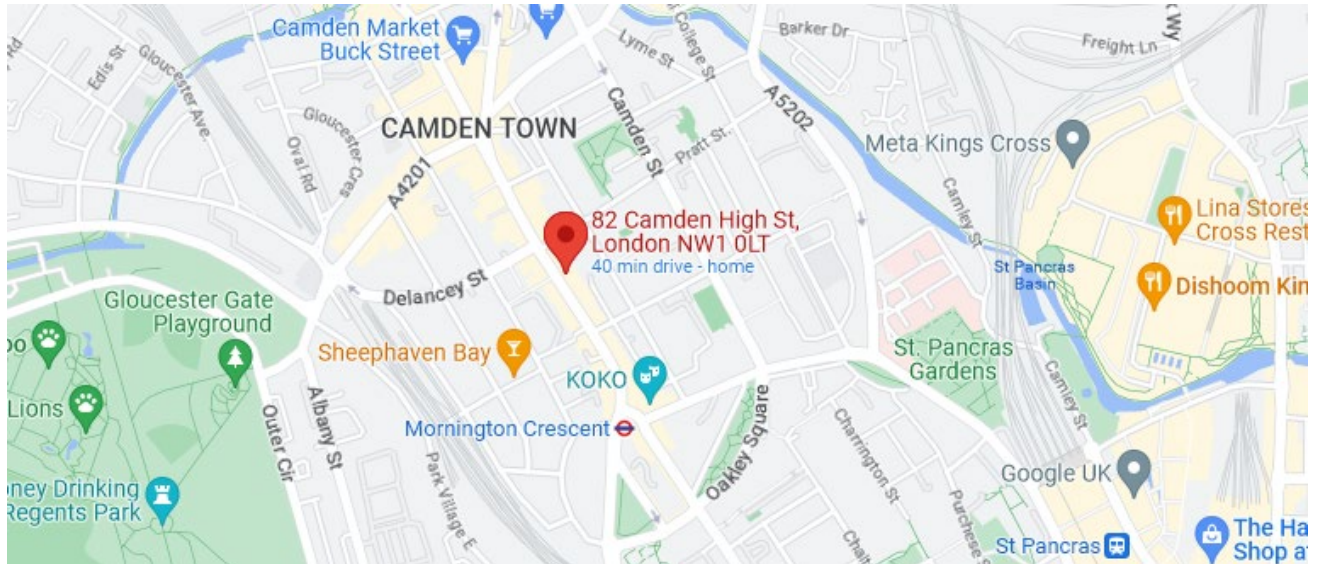 Camden Market
Buck Street
Lyme St
College St
Barker Dr
Freight Ln
Way
Rd
Edis St
Gloucester Ave
Gloucester Cres
Oval Rd
CAMDEN TOWN
A4201
Camden St
Pratt St.
A5202
Meta Kings Cross
Camley St
Lina Stores
Cross Rest
82 Camden High St,
London NW1 0LT
40 min drive - home
St Pancras
Basin
Dishoom Kin
Delancey St
Gloucester Gate
Playground
Sheephaven Bay
KOKO
St. Pancras
Gardens
Lions
Outer Cir
Albany St
Mornington Crescent
Park Village E
Oakley Square
Charrington St
Camley St
Google UK
Drinking
Regents Park
Purchese S
St Pancras
The Ha
Shop a